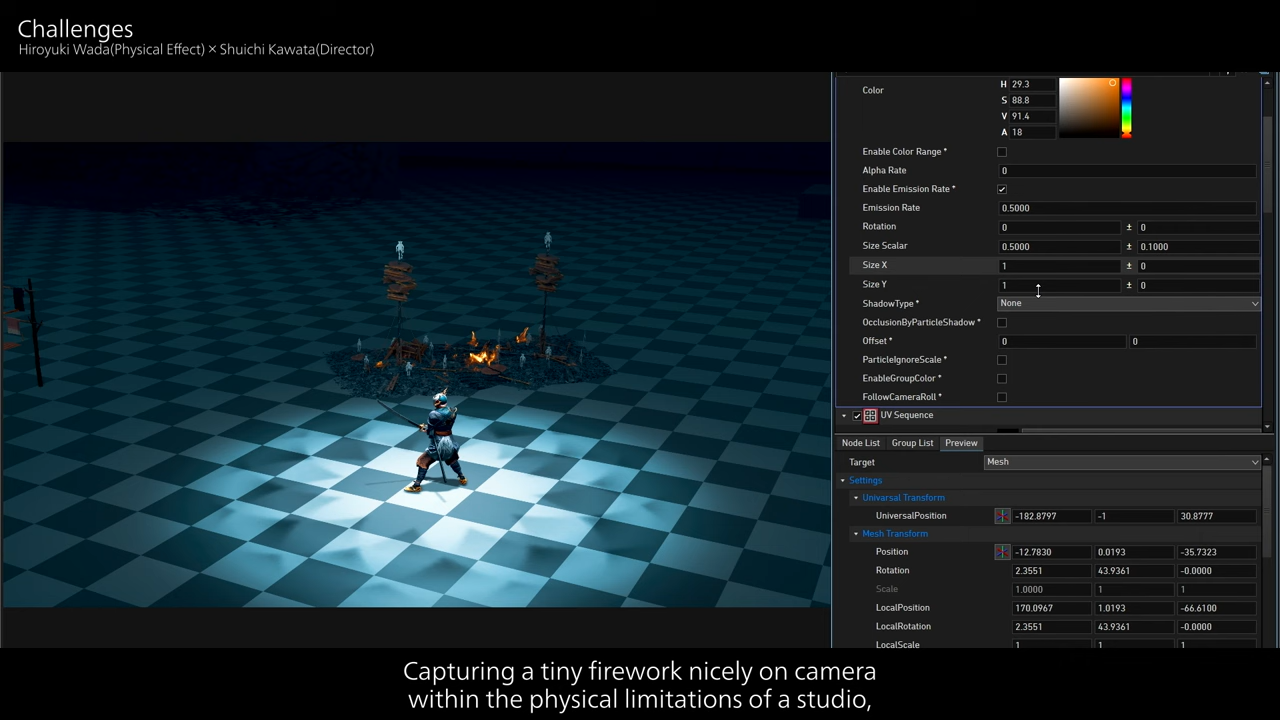 Challenges
Hiroyuki Wada(Physical Effect) × Shuichi Kawata(Director)
Color
H 29.3
S 88.8
V 91.4
A 18
Enable Color Range *
Alpha Rate 0
Enable Emission Rate *
Emission Rate 0.5000
Rotation 0 ± 0
Size Scalar 0.5000 ± 0.1000
Size X 1 ± 0
Size Y 1 ± 0
ShadowType * None
OcclusionByParticleShadow *
Offset * 0 0
ParticleIgnoreScale *
EnableGroupColor *
FollowCameraRoll *
UV Sequence
Node List Group List Preview
Target Mesh
Settings
Univarsal Transform
UniversalPosition -182.8797 -1 30.8777
Mesh Transform
Position -12.7830 0.0193 -35.7323
Rotation 2.3551 43.9361 -0.0000
Scale 1.0000 1 1
LocalPosition 170.0967 1.0193 -66.6100
LocalRotation 2.3551 43.9361 -0.0000
LocalScale 1 1 1
Capturing a tiny firework nicely on camera
within the physical limitations of a studio,